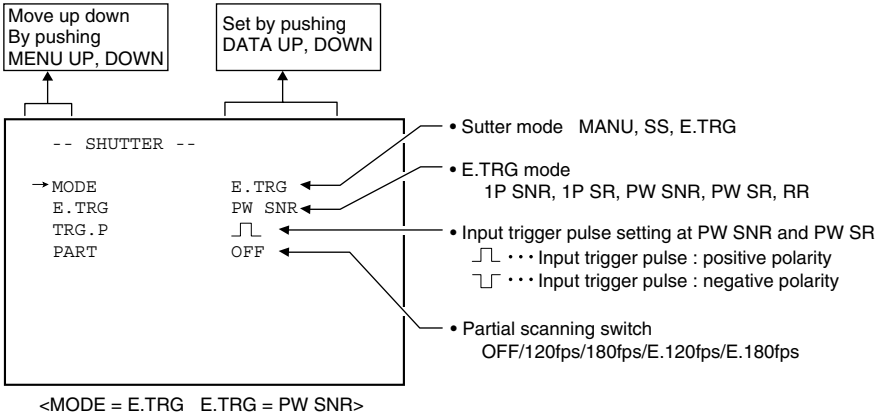 Move up down
By pushing
MENU UP, DOWN
Set by pushing
DATA UP, DOWN
-- SHUTTER --
→MODE E.TRG
E.TRG PW SNR
TRG.P
PART OFF
• Sutter mode MANU, SS, E.TRG
• E.TRG mode
1P SNR, 1P SR, PW SNR, PW SR, RR
• Input trigger pulse setting at PW SNR and PW SR
··· Input trigger pulse : positive polarity
··· Input trigger pulse : negative polarity
• Partial scanning switch
OFF/120fps/180fps/E.120fps/E.180fps
<MODE = E.TRG E.TRG = PW SNR>